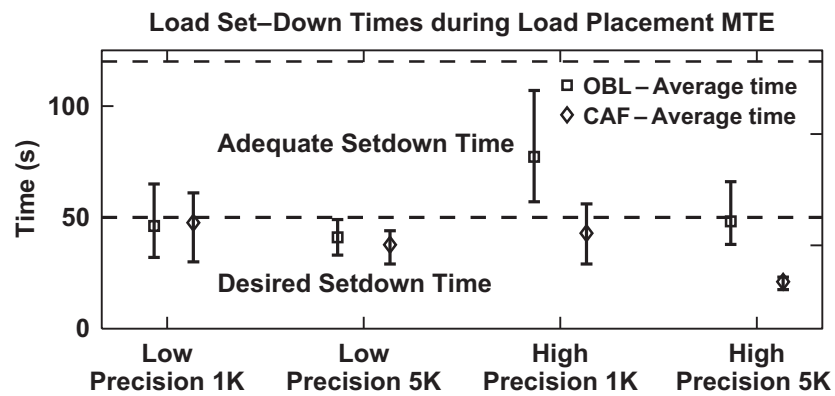 Load Set–Down Times during Load Placement MTE
Time (s)
100
50
0
OBL – Average time
CAF – Average time
Adequate Setdown Time
Desired Setdown Time
Low
Precision 1K
Low
Precision 5K
High
Precision 1K
High
Precision 5K